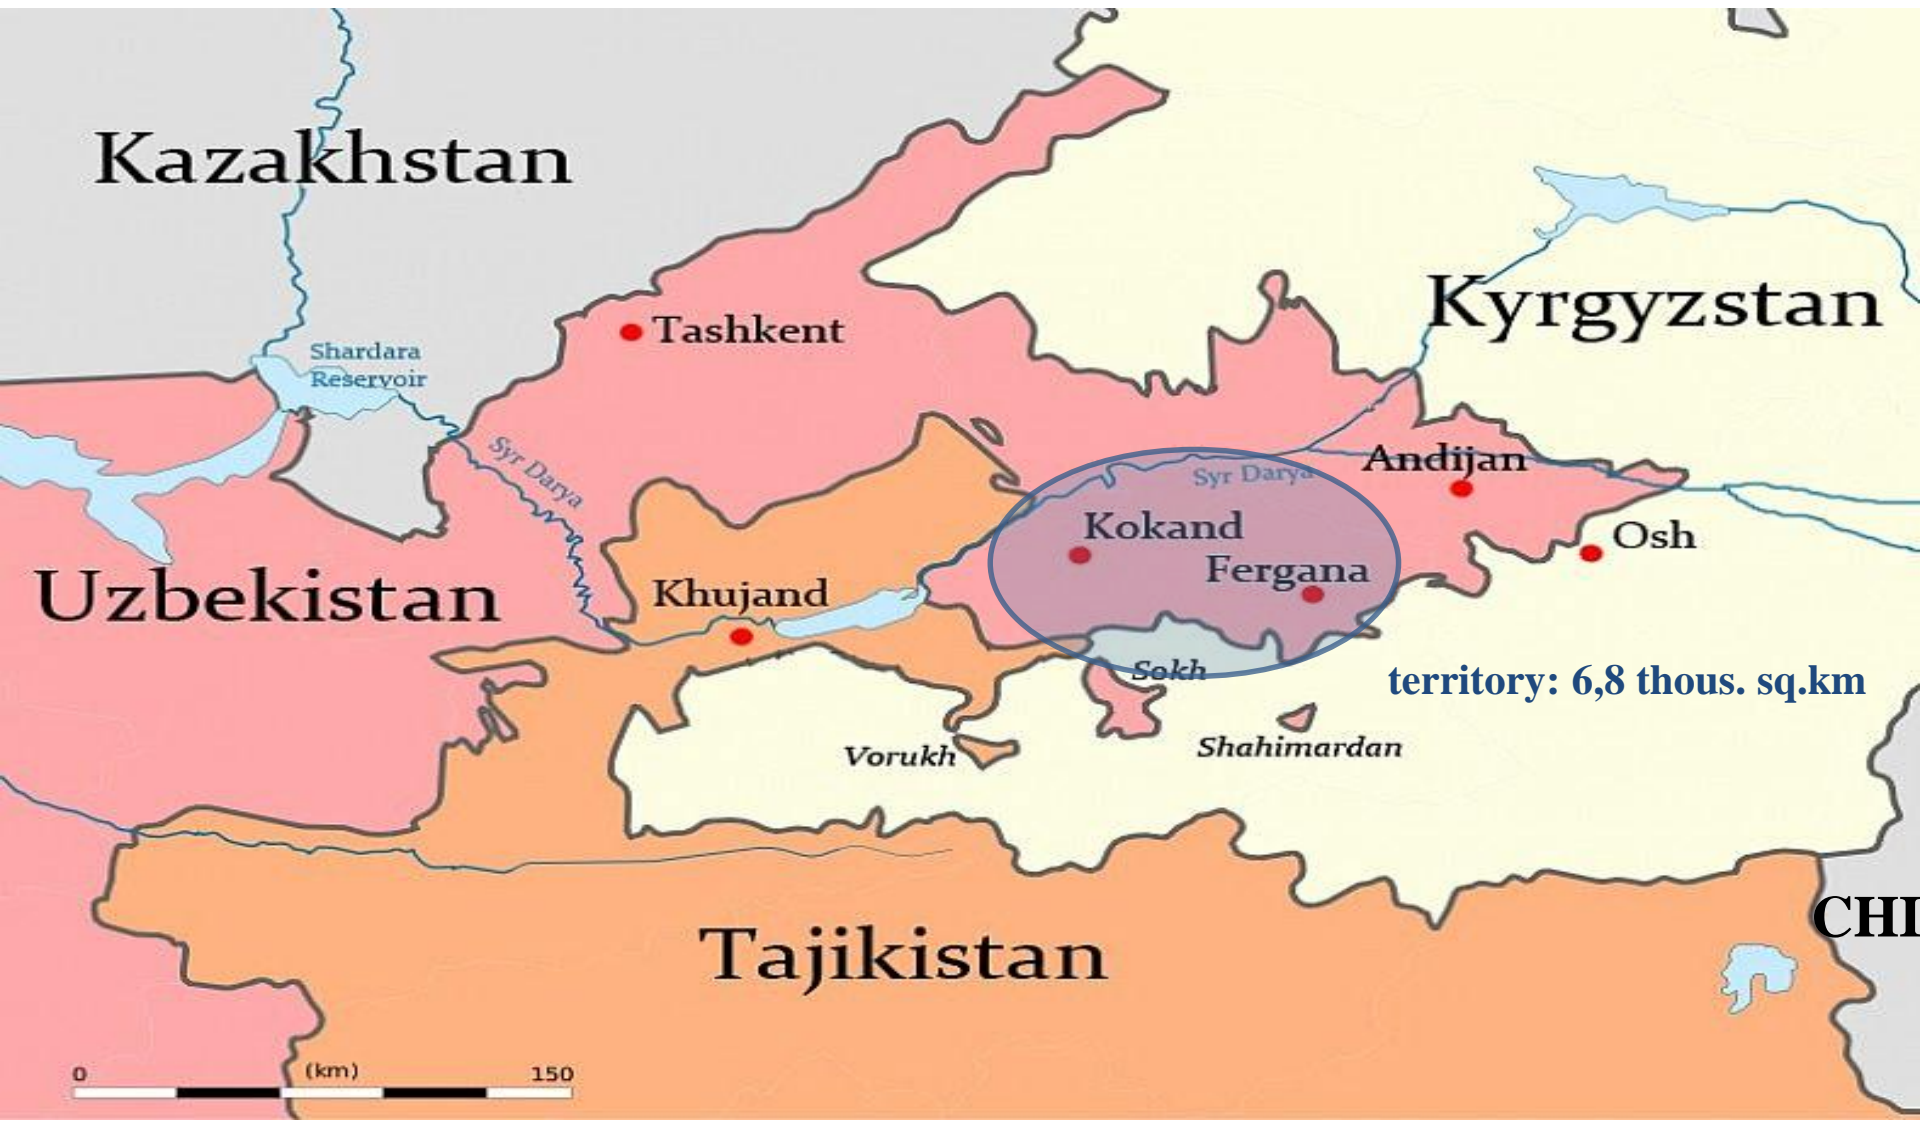 Kazakhstan
Kyrgyzstan
Tashkent
Shardara
Reservoir
Syr Darya
Andijan
Syr Darya
Kokand
Osh
Fergana
Uzbekistan
Khujand
Sokh
territory: 6,8 thous. sq.km
Vorukh
Shahimardan
CHI
Tajikistan
0 (km) 150